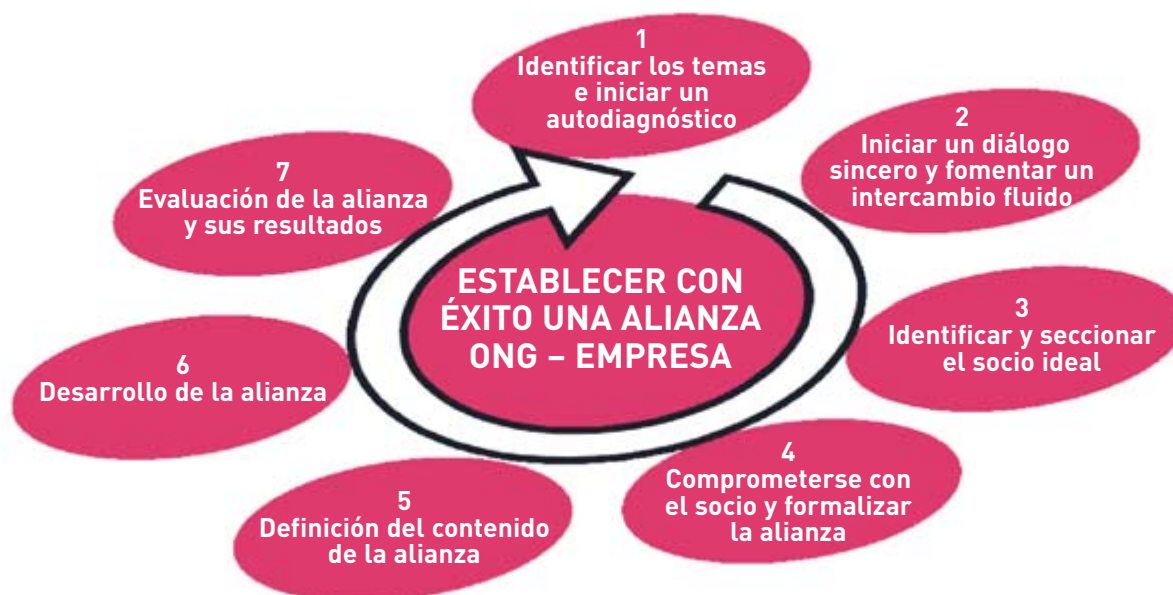 1
Identificar los temas
e iniciar un
autodiagnóstico
2
Iniciar un diálogo
sincero y fomentar un
intercambio fluido
3
Identificar y seccionar
el socio ideal
4
Comprometerse con
el socio y formalizar
la alianza
5
Definición del contenido
de la alianza
6
Desarrollo de la alianza
7
Evaluación de la alianza
y sus resultados
ESTABLECER CON
ÉXITO UNA ALIANZA
ONG – EMPRESA